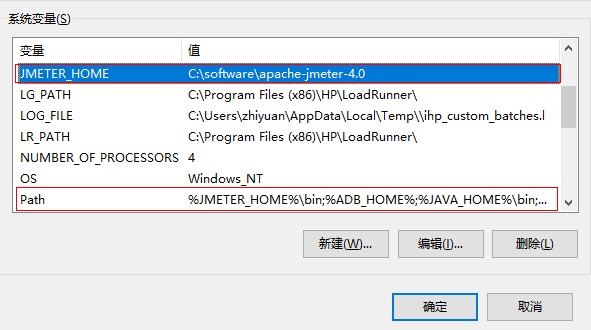 系统变量(S)
变量 值
JMETER_HOME C:\software\apache-jmeter-4.0
LG_PATH C:\Program Files (x86)\HP\LoadRunner\
LOG_FILE C:\Users\zhiyuan\AppData\Local\Temp\\ihp_custom_batches.l
LR_PATH C:\Program Files (x86)\HP\LoadRunner\
NUMBER_OF_PROCESSORS 4
OS Windows_NT
Path %JMETER_HOME%\bin;%ADB_HOME%;%JAVA_HOME%\bin;...
新建(W)... 编辑(I)... 删除(L)
确定 取消